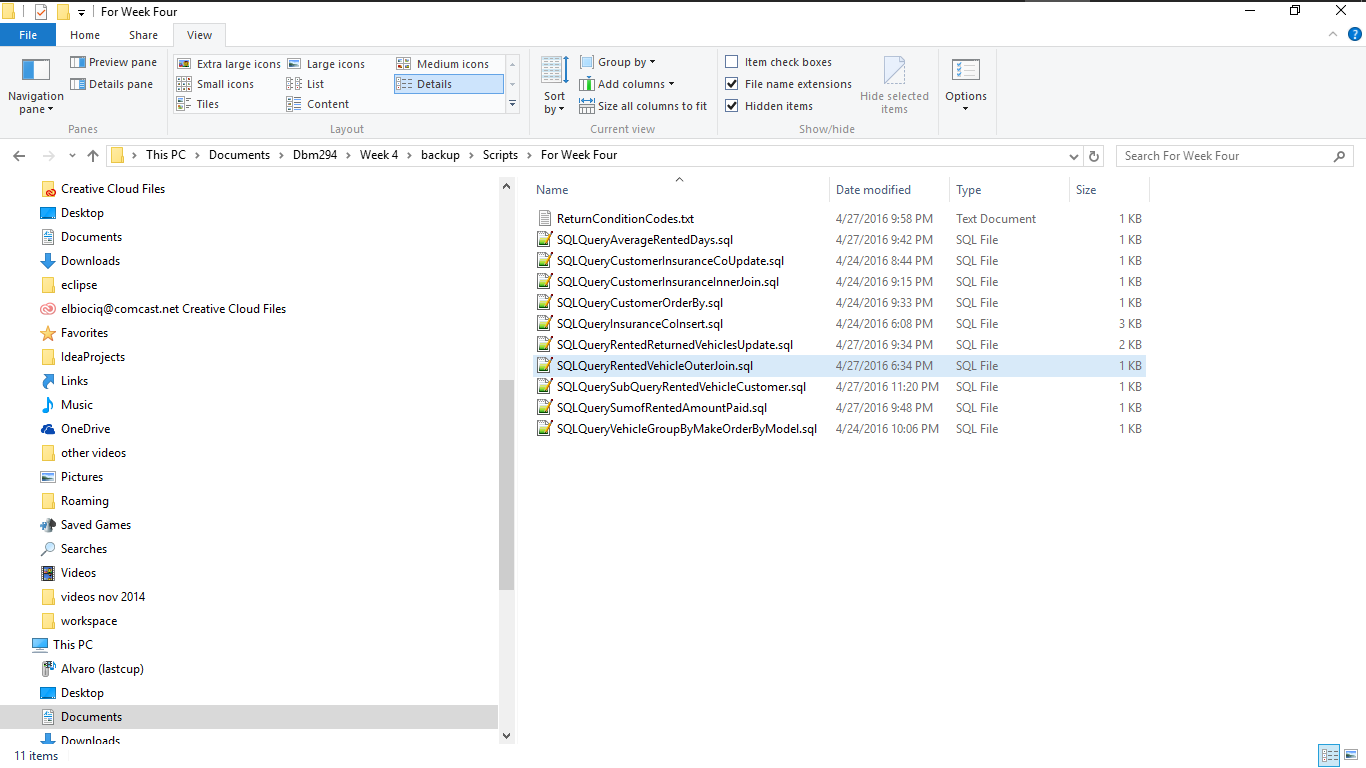 For Week Four
File Home Share View
Preview pane Extra large icons Large icons Medium icons Group by Item check boxes
Details pane Small icons List Details Add columns File name extensions
Navigation pane Tiles Content Sort by Size all columns to fit Hidden items Hide selected items Options
Panes Layout Current view Show/hide
This PC Documents Dbm294 Week 4 backup Scripts For Week Four Search For Week Four
Creative Cloud Files
Desktop
Documents
Downloads
eclipse
elbiociq@comcast.net Creative Cloud Files
Favorites
IdeaProjects
Links
Music
OneDrive
other videos
Pictures
Roaming
Saved Games
Searches
Videos
videos nov 2014
workspace
This PC
Alvaro (lastcup)
Desktop
Documents
Downloads
Name Date modified Type Size
ReturnConditionCodes.txt 4/27/2016 9:58 PM Text Document 1 KB
SQLQueryAverageRentedDays.sql 4/27/2016 9:42 PM SQL File 1 KB
SQLQueryCustomerInsuranceCoUpdate.sql 4/24/2016 8:44 PM SQL File 1 KB
SQLQueryCustomerInsuranceInnerJoin.sql 4/24/2016 9:15 PM SQL File 1 KB
SQLQueryCustomerOrderBy.sql 4/24/2016 9:33 PM SQL File 1 KB
SQLQueryInsuranceCoInsert.sql 4/24/2016 6:08 PM SQL File 3 KB
SQLQueryRentedReturnedVehiclesUpdate.sql 4/27/2016 9:34 PM SQL File 2 KB
SQLQueryRentedVehicleOuterJoin.sql 4/27/2016 6:34 PM SQL File 1 KB
SQLQuerySubQueryRentedVehicleCustomer.sql 4/27/2016 11:20 PM SQL File 1 KB
SQLQuerySumofRentedAmountPaid.sql 4/27/2016 9:48 PM SQL File 1 KB
SQLQueryVehicleGroupByMakeOrderByModel.sql 4/24/2016 10:06 PM SQL File 1 KB
11 items